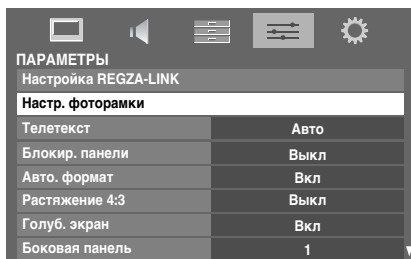 ПАРАМЕТРЫ
Настройка REGZA-LINK
Настр. фоторамки
Телетекст Авто
Блокир. панели Выкл
Авто. формат Вкл
Растяжение 4:3 Выкл
Голуб. экран Вкл
Боковая панель 1